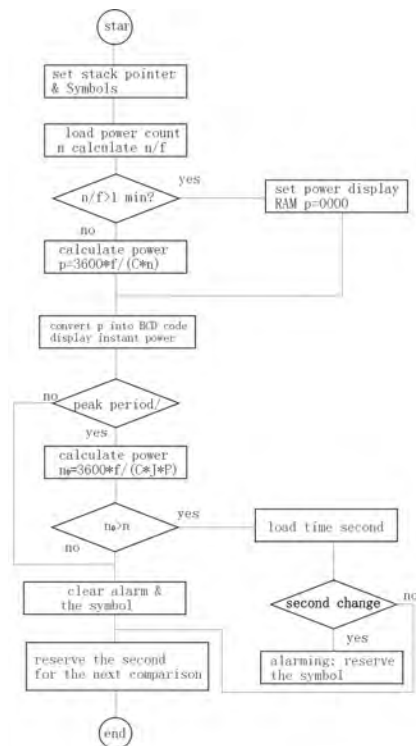 star
set stack pointer
& Symbols
load power count
n calculate n/f
n/f>1 min?
yes
set power display
RAM p=0000
no
calculate power
p=3600*f/(C*n)
convert p into BCD code
display instant power
no
peak period/
yes
calculate power
nφ=3600*f/(C*J*P)
nφ>n
yes
load time second
no
clear alarm &
the symbol
second change
no
yes
reserve the second
for the next comparison
alarming: reserve
the symbol
end